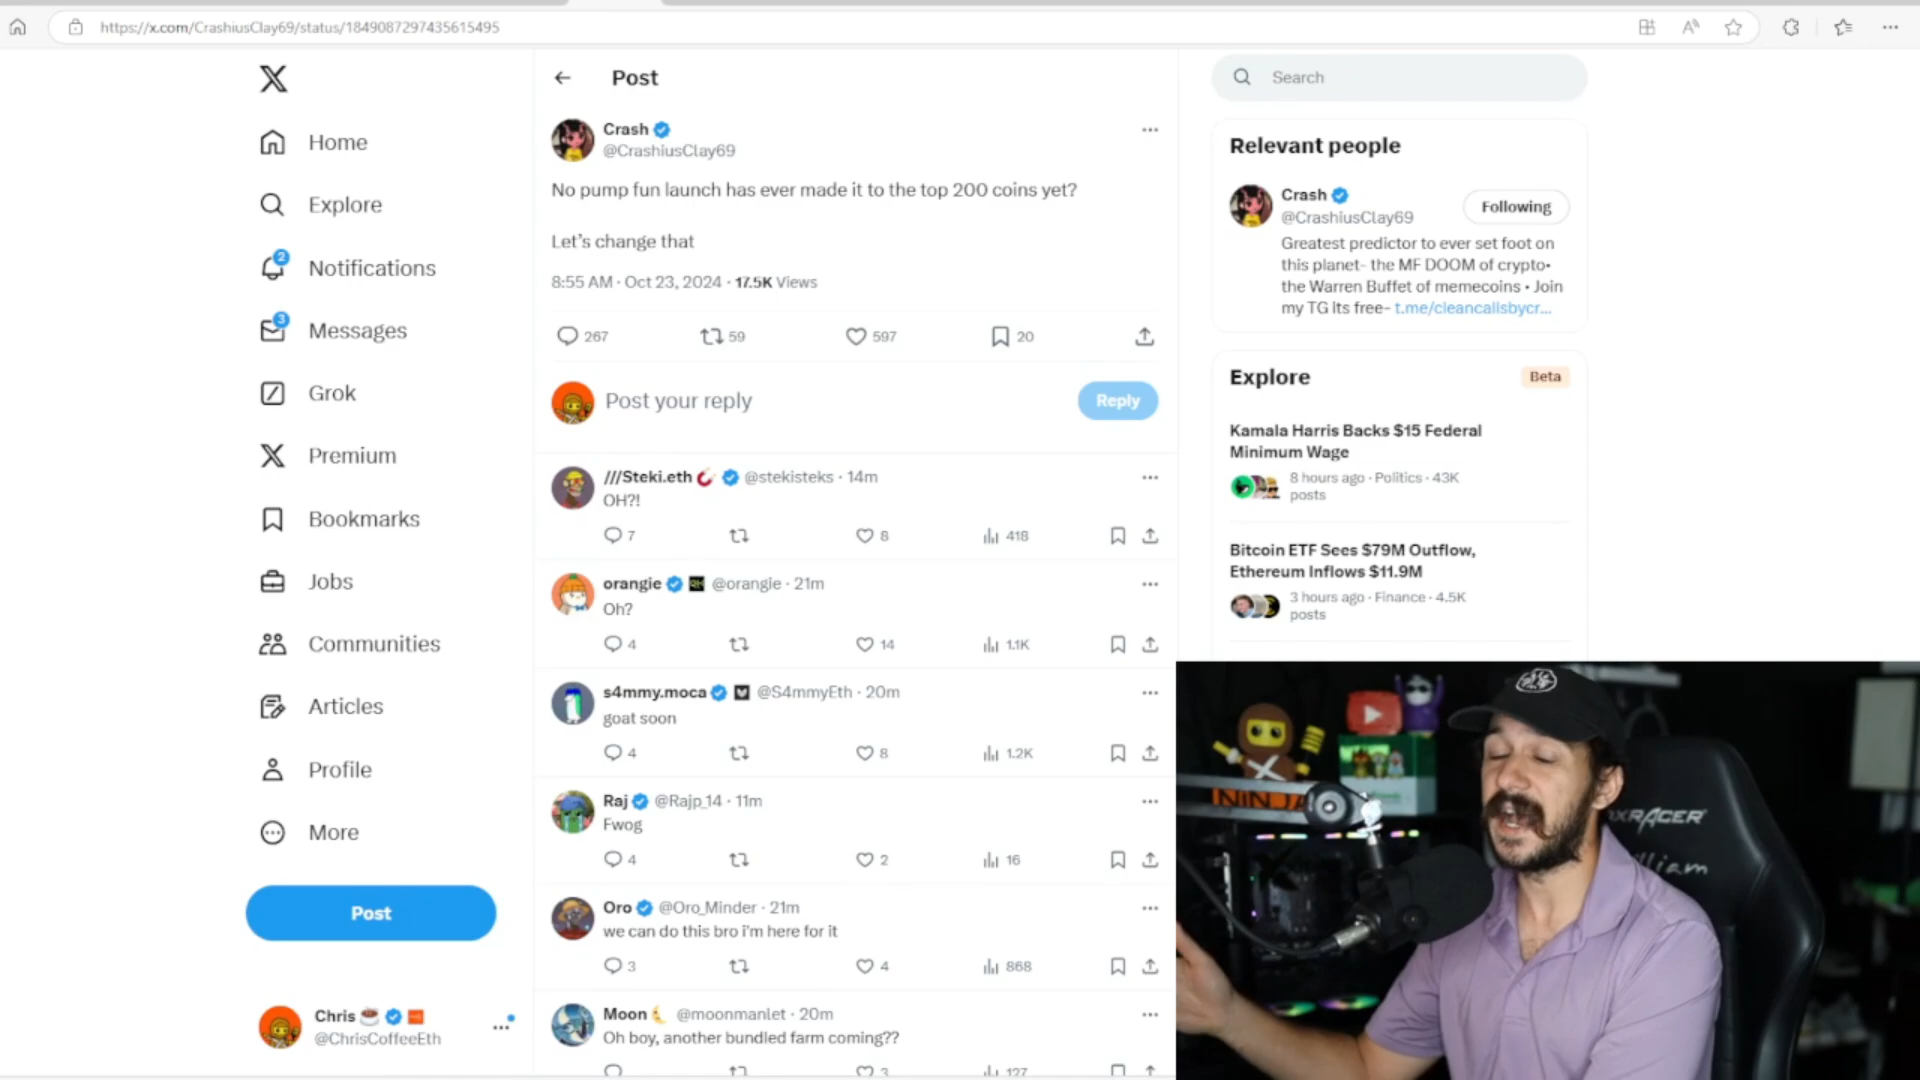 https://x.com/CrashiusClay69/status/1849087297435615495
Home
Explore
2
Notifications
3
Messages
Grok
Premium
Bookmarks
Jobs
Communities
Articles
Profile
More
Post
Chris
@ChrisCoffeeEth
Post
Crash
@CrashiusClay69
No pump fun launch has ever made it to the top 200 coins yet?
Let's change that
8:55 AM · Oct 23, 2024 · 17.5K Views
267 59 597 20
Post your reply
Reply
///Steki.eth @stekisteks · 14m
OH?!
7 8 418
orangie @orangie · 21m
Oh?
4 14 1.1K
s4mmy.moca @S4mmyEth · 20m
goat soon
4 8 1.2K
Raj @Rajp_14 · 11m
Fwog
4 2 16
Oro @Oro_Minder · 21m
we can do this bro i'm here for it
3 4 868
Moon @moonmanlet · 20m
Oh boy, another bundled farm coming??
3 127
Search
Relevant people
Crash
@CrashiusClay69
Following
Greatest predictor to ever set foot on
this planet- the MF DOOM of crypto•
the Warren Buffet of memecoins • Join
my TG Its free- t.me/cleancallsbycr...
Explore
Beta
Kamala Harris Backs $15 Federal
Minimum Wage
8 hours ago · Politics · 43K
posts
Bitcoin ETF Sees $79M Outflow,
Ethereum Inflows $11.9M
3 hours ago · Finance · 4.5K
posts
NINJA